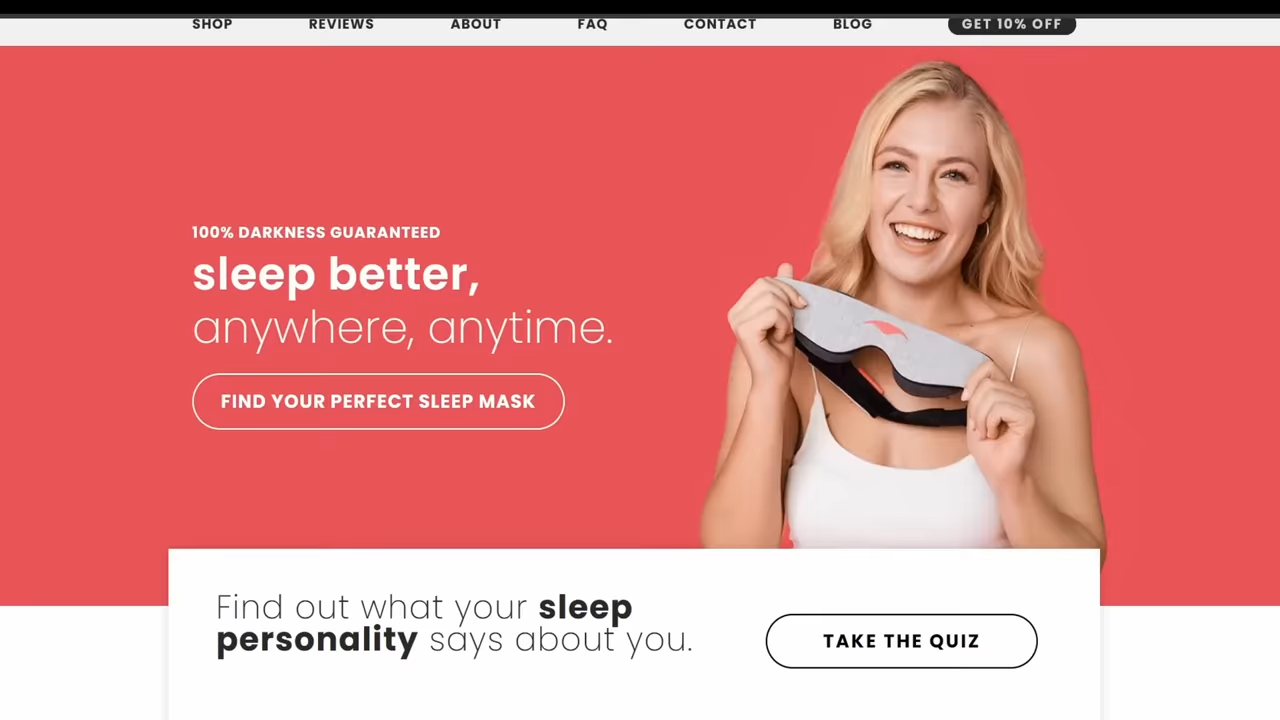 SHOP REVIEWS ABOUT FAQ CONTACT BLOG GET 10% OFF
100% DARKNESS GUARANTEED
sleep better,
anywhere, anytime.
FIND YOUR PERFECT SLEEP MASK
Find out what your sleep
personality says about you.
TAKE THE QUIZ